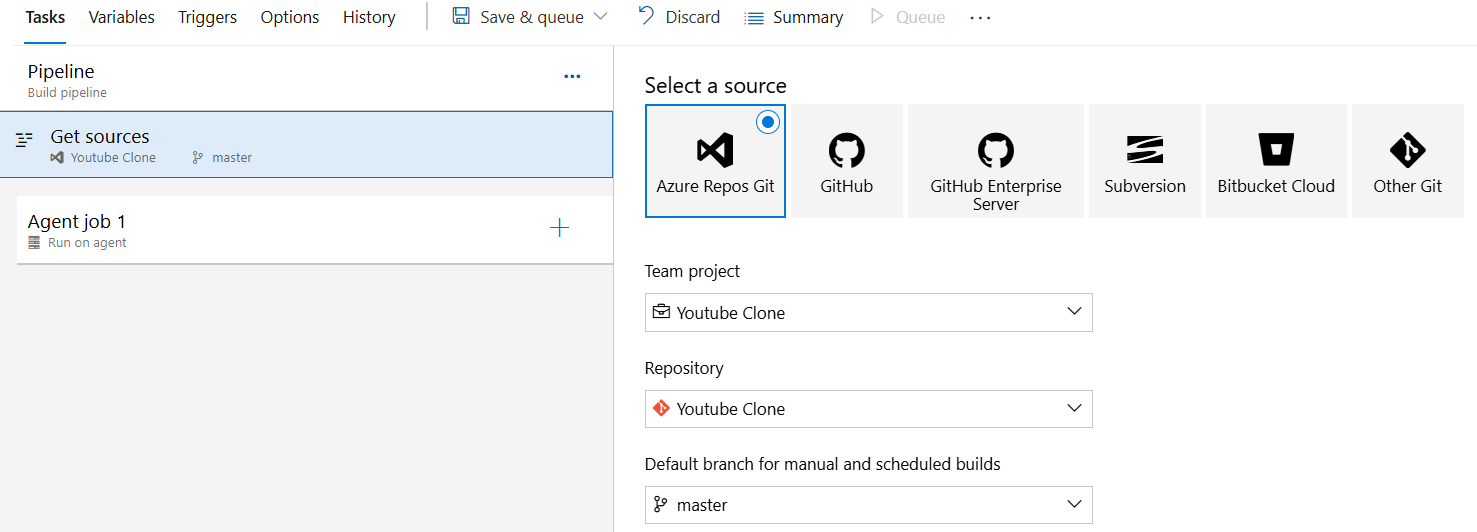 Tasks Variables Triggers Options History Save & queue Discard Summary Queue ...
Pipeline
Build pipeline
Get sources
Youtube Clone master
Agent job 1
Run on agent
Select a source
Azure Repos Git
GitHub
GitHub Enterprise
Server
Subversion
Bitbucket Cloud
Other Git
Team project
Youtube Clone
Repository
Youtube Clone
Default branch for manual and scheduled builds
master